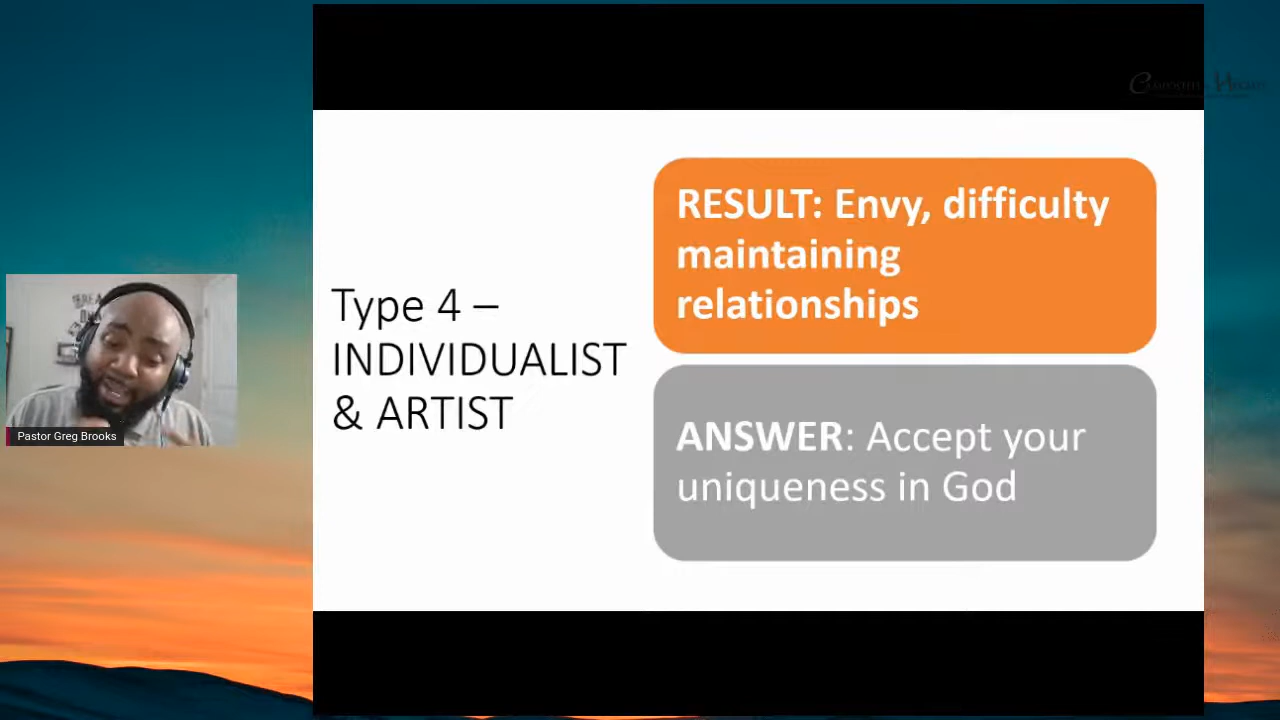 Type 4 –
INDIVIDUALIST
& ARTIST
RESULT: Envy, difficulty
maintaining
relationships
ANSWER: Accept your
uniqueness in God
Pastor Greg Brooks